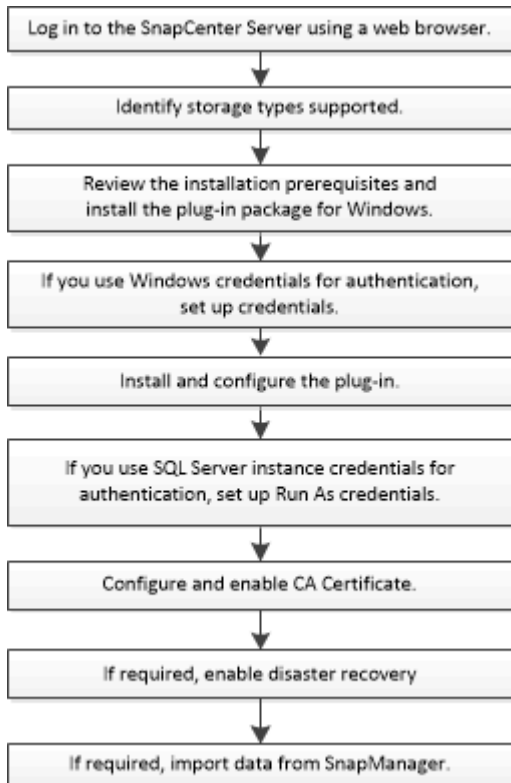 Log in to the SnapCenter Server using a web browser.
Identify storage types supported.
Review the installation prerequisites and
install the plug-in package for Windows.
If you use Windows credentials for authentication,
set up credentials.
Install and configure the plug-in.
If you use SQL Server instance credentials for
authentication, set up Run As credentials.
Configure and enable CA Certificate.
If required, enable disaster recovery
If required, import data from SnapManager.